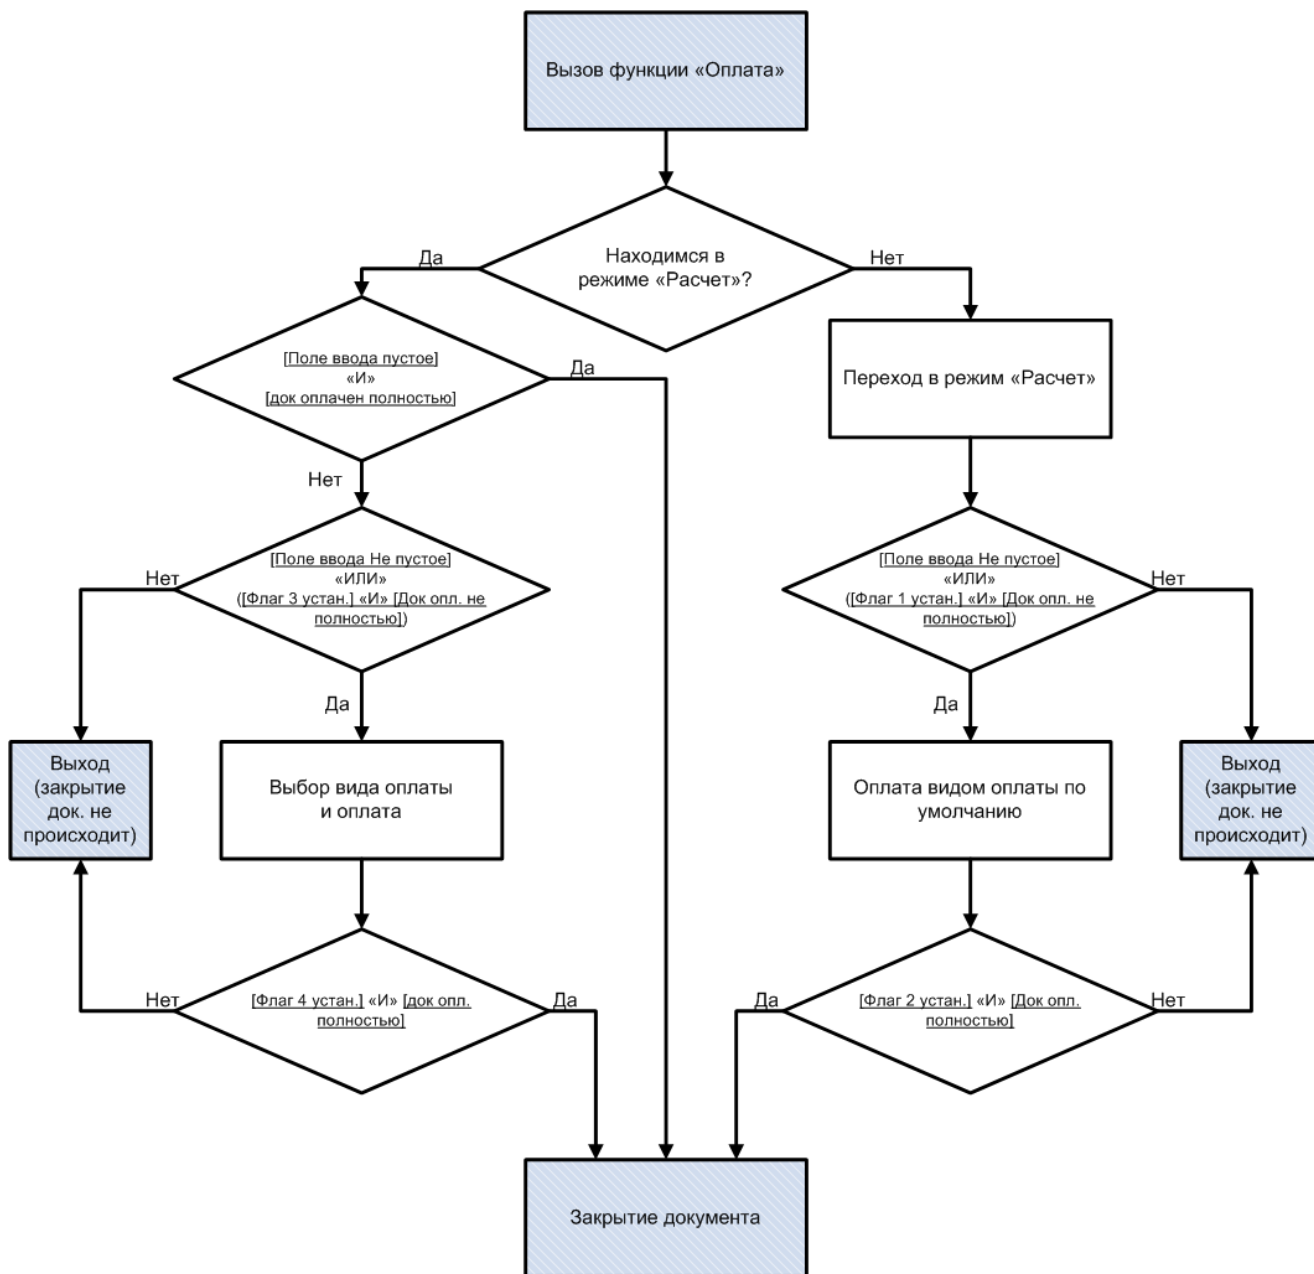 Вызов функции «Оплата»
Находимся в
режиме «Расчет»?
Да
Нет
[Поле ввода пустое]
«И»
[док оплачен полностью]
Да
Переход в режим «Расчет»
Нет
[Поле ввода Не пустое]
«ИЛИ»
([Флаг 3 устан.] «И» [Док опл. не
полностью])
Нет
[Поле ввода Не пустое]
«ИЛИ»
([Флаг 1 устан.] «И» [Док опл. не
полностью])
Нет
Да
Да
Выход
(закрытие
док. не
происходит)
Выбор вида оплаты
и оплата
Оплата видом оплаты по
умолчанию
Выход
(закрытие
док. не
происходит)
Нет
[Флаг 4 устан.] «И» [док опл.
полностью]
Да
Да
[Флаг 2 устан.] «И» [Док опл.
полностью]
Нет
Закрытие документа